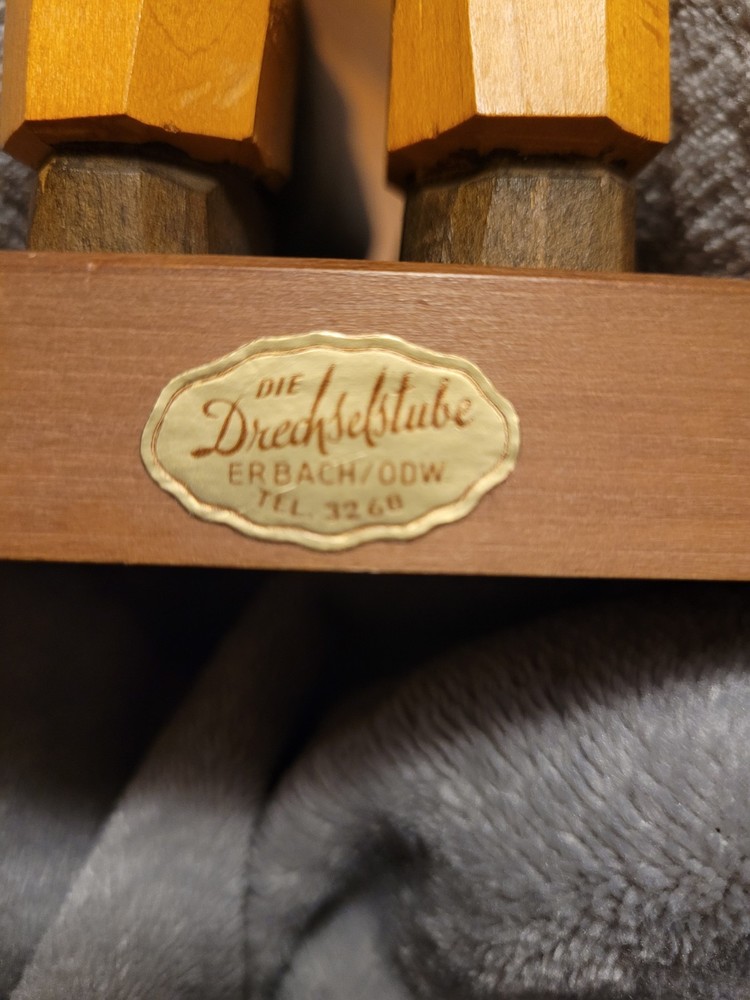 DIE
Drechselstube
ERBACH/ODW
TEL. 3268